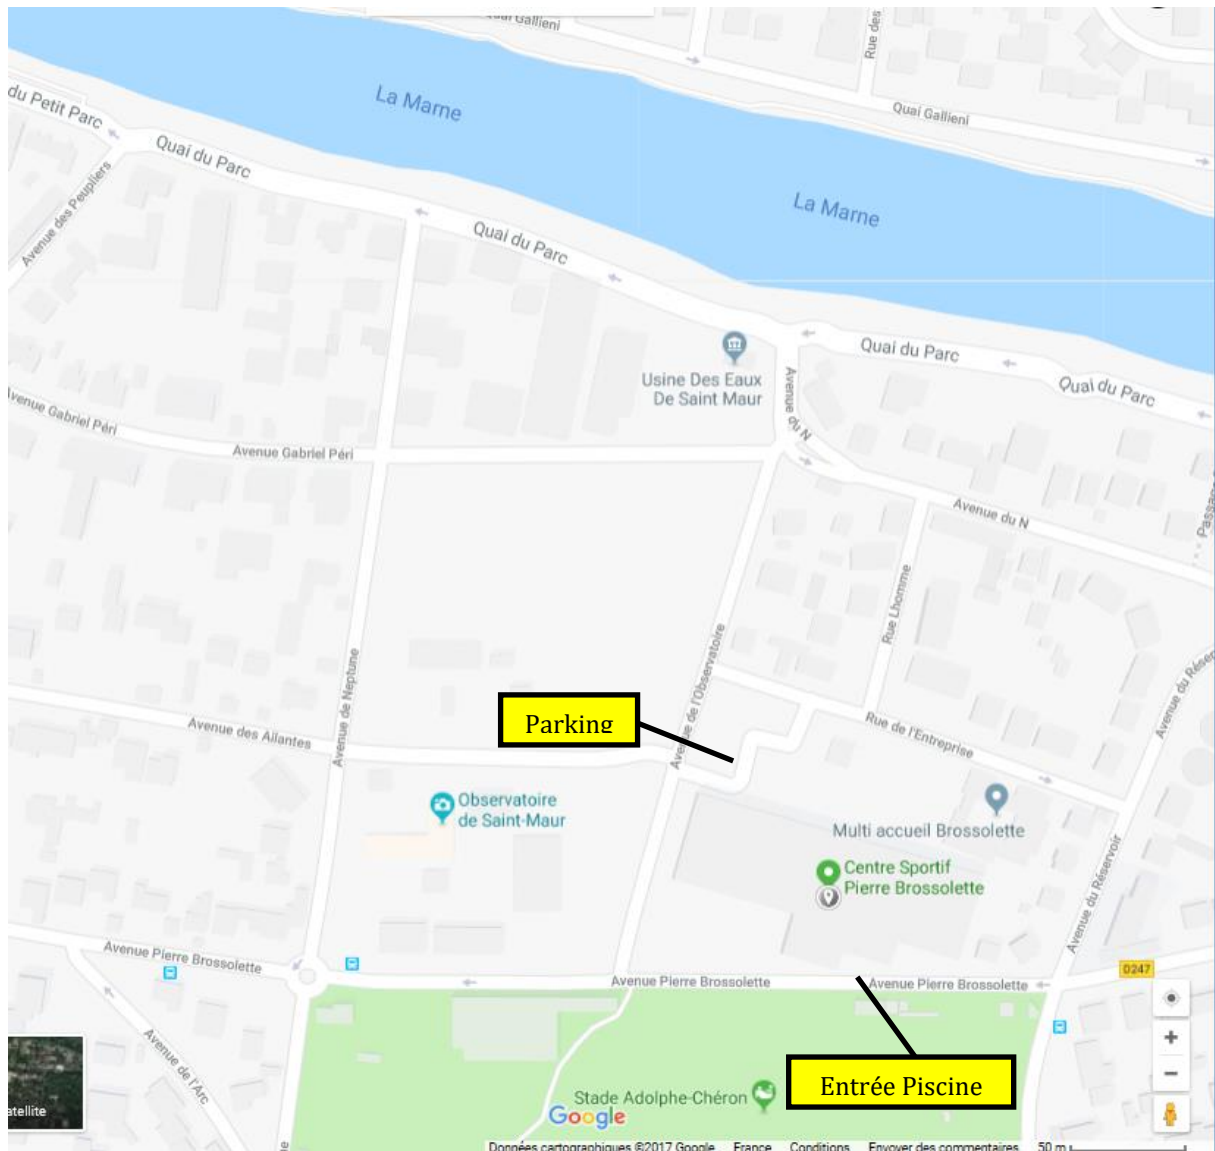 Quai Gallieni
Rue des
La Marne
Quai Gallieni
du Petit Parc
Quai du Parc
Avenue des Peupliers
La Marne
Quai du Parc
Quai du Parc
Quai du Parc
Usine Des Eaux
De Saint Maur
Avenue du N
Avenue Gabriel Péri
Avenue Gabriel Péri
Avenue du N
Rue Lhomme
Avenue de l'Observatoire
Avenue de Neptune
Avenue du Réser
Parking
Avenue des Ailantes
Avenue de l'Observatoire
Rue de l'Entreprise
Observatoire
de Saint-Maur
Multi accueil Brossolette
Centre Sportif
Pierre Brossolette
Avenue du Réservoir
Avenue Pierre Brossolette
Avenue Pierre Brossolette
Avenue Pierre Brossolette
D247
Avenue de l'Arc
Entrée Piscine
Stade Adolphe-Chéron
Google
atellite
Données cartographiques ©2017 Google France Conditions Envoyer des commentaires 50 m